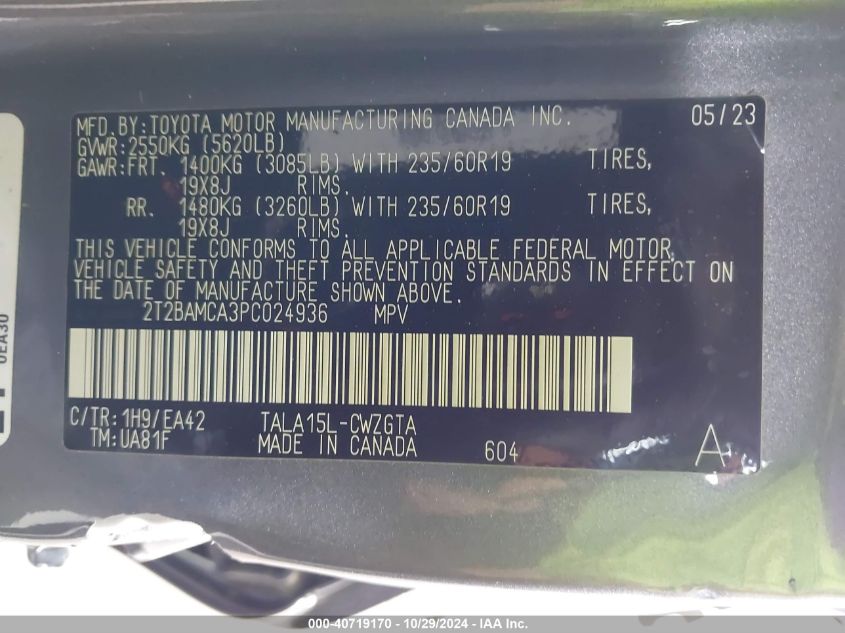 MFD.BY:TOYOTA MOTOR MANUFACTURING CANADA INC. 05/23
GVWR:2550KG (5620LB)
GAWR:FRT. 1400KG (3085LB) WITH 235/60R19 TIRES,
19X8J RIMS.
RR. 1480KG (3260LB) WITH 235/60R19 TIRES,
19X8J RIMS.
THIS VEHICLE CONFORMS TO ALL APPLICABLE FEDERAL MOTOR
VEHICLE SAFETY AND THEFT PREVENTION STANDARDS IN EFFECT ON
THE DATE OF MANUFACTURE SHOWN ABOVE.
2T2BAMCA3PC024936 MPV
C/TR:1H9/EA42 TALA15L-CWZGTA
TM:UA81F MADE IN CANADA 604 A
0EA30
000-40719170 - 10/29/2024 - IAA Inc.